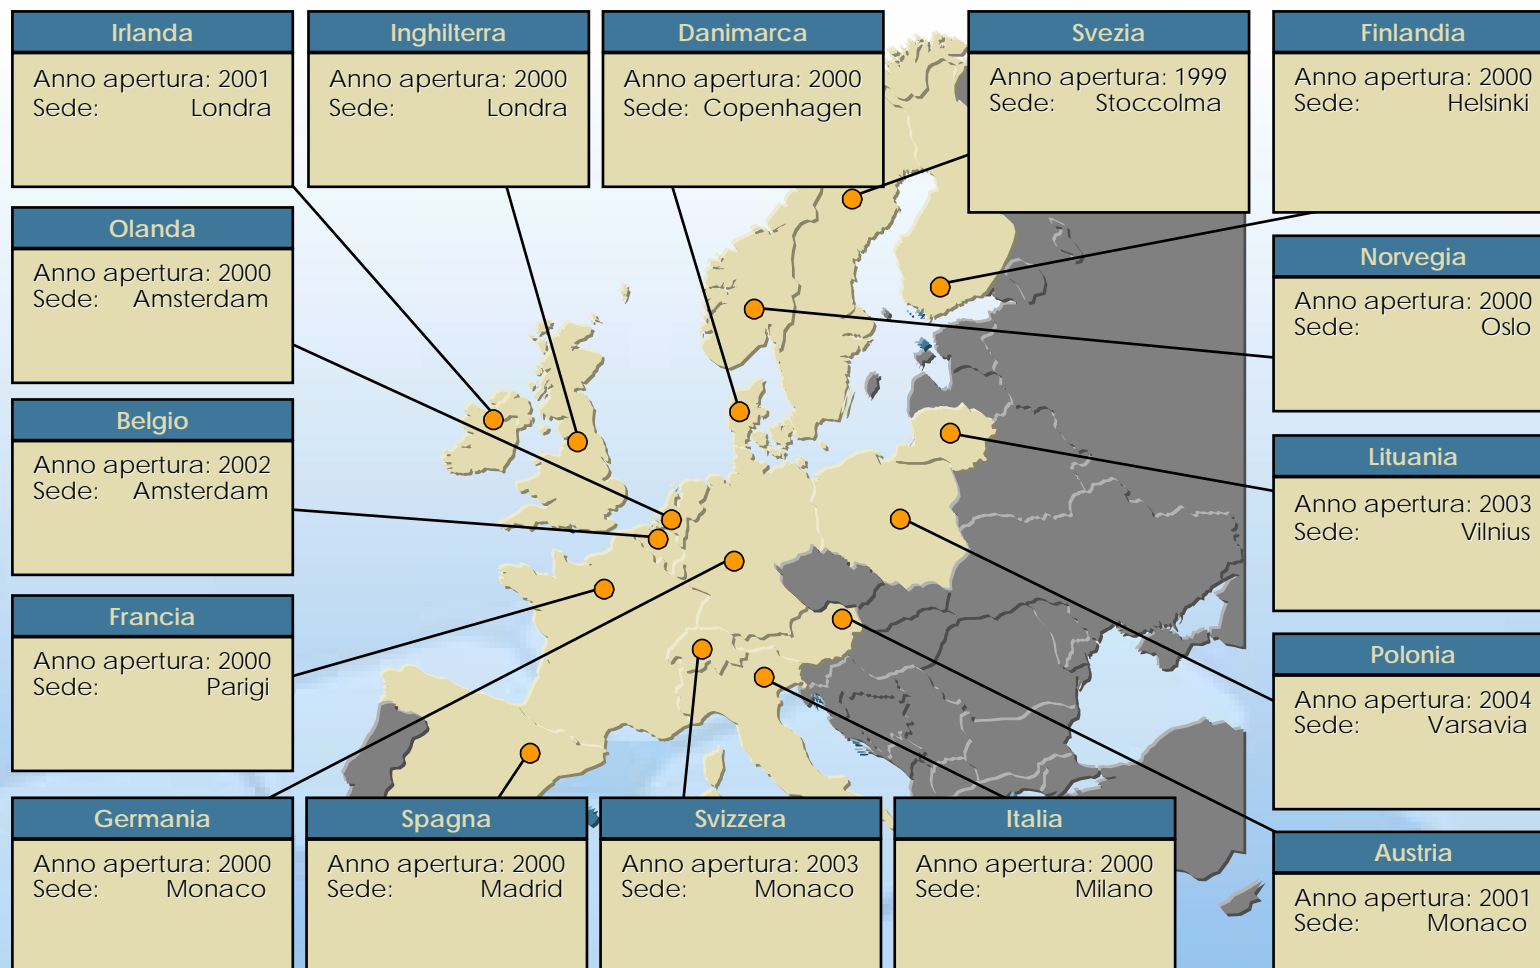 Irlanda
Anno apertura: 2001
Sede: Londra
Inghilterra
Anno apertura: 2000
Sede: Londra
Danimarca
Anno apertura: 2000
Sede: Copenhagen
Svezia
Anno apertura: 1999
Sede: Stoccolma
Finlandia
Anno apertura: 2000
Sede: Helsinki
Olanda
Anno apertura: 2000
Sede: Amsterdam
Norvegia
Anno apertura: 2000
Sede: Oslo
Belgio
Anno apertura: 2002
Sede: Amsterdam
Lituania
Anno apertura: 2003
Sede: Vilnius
Francia
Anno apertura: 2000
Sede: Parigi
Polonia
Anno apertura: 2004
Sede: Varsavia
Germania
Anno apertura: 2000
Sede: Monaco
Spagna
Anno apertura: 2000
Sede: Madrid
Svizzera
Anno apertura: 2003
Sede: Monaco
Italia
Anno apertura: 2000
Sede: Milano
Austria
Anno apertura: 2001
Sede: Monaco